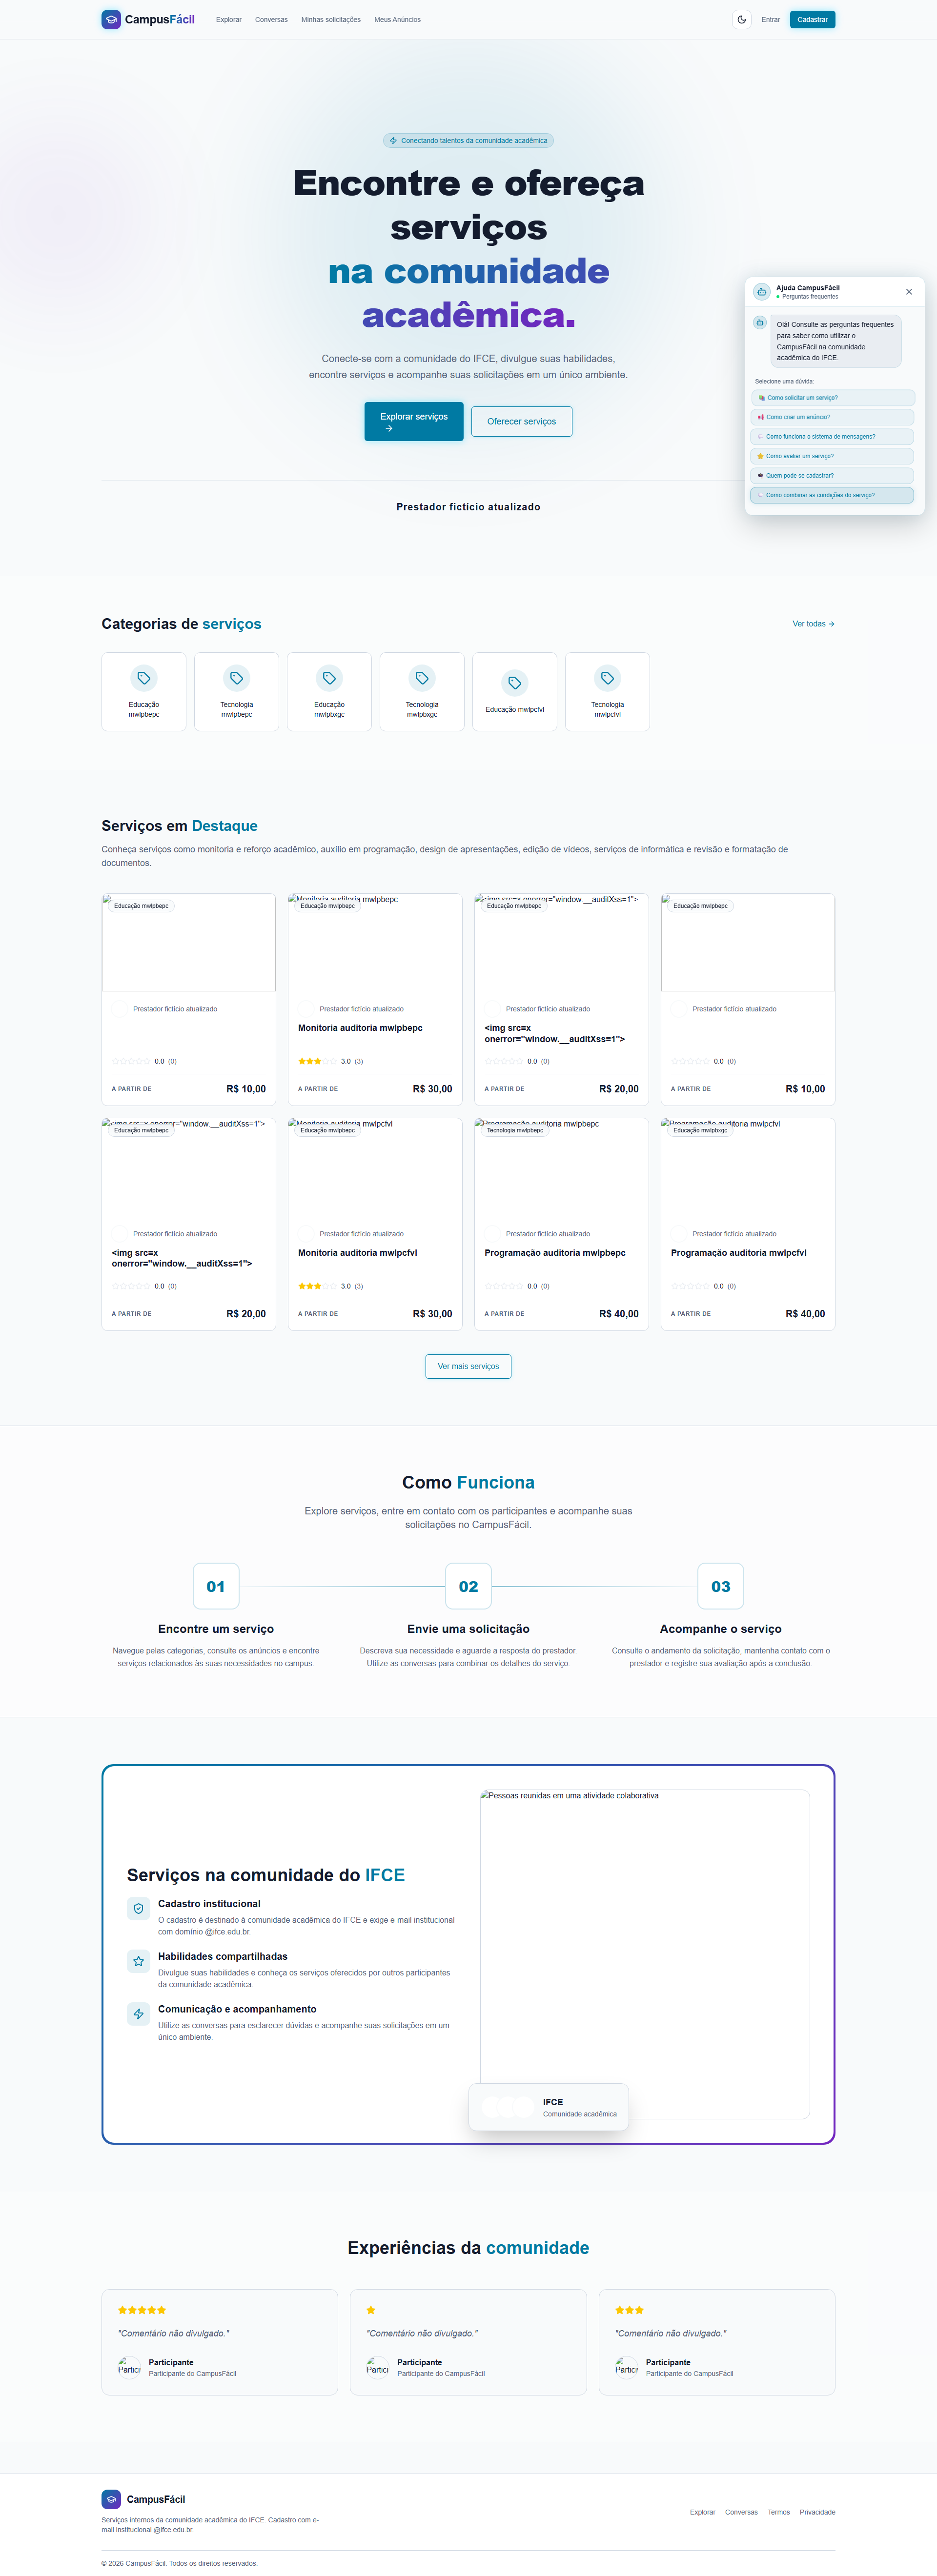 CampusFácil
Explorar
Conversas
Minhas solicitações
Meus Anúncios
Entrar
Cadastrar
Conectando talentos da comunidade acadêmica
Encontre e ofereça
serviços
na comunidade
acadêmica.
Conecte-se com a comunidade do IFCE, divulgue suas habilidades,
encontre serviços e acompanhe suas solicitações em um único ambiente.
Explorar serviços
→
Oferecer serviços
Prestador fictício atualizado
Ajuda CampusFácil
Perguntas frequentes
Olá! Consulte as perguntas frequentes
para saber como utilizar o
CampusFácil na comunidade
acadêmica do IFCE.
Selecione uma dúvida:
Como solicitar um serviço?
Como criar um anúncio?
Como funciona o sistema de mensagens?
Como avaliar um serviço?
Quem pode se cadastrar?
Como combinar as condições do serviço?
Categorias de serviços
Ver todas →
Educação
mwlpbepc
Tecnologia
mwlpbepc
Educação
mwlpbxgc
Tecnologia
mwlpbxgc
Educação mwlpcfvl
Tecnologia
mwlpcfvl
Serviços em Destaque
Conheça serviços como monitoria e reforço acadêmico, auxílio em programação, design de apresentações, edição de vídeos, serviços de informática e revisão e formatação de
documentos.
Educação mwlpbepc
Prestador fictício atualizado
0.0 (0)
A PARTIR DE
R$ 10,00
Monitoria auditoria mwlpbepc
Educação mwlpbepc
Prestador fictício atualizado
Monitoria auditoria mwlpbepc
3.0 (3)
A PARTIR DE
R$ 30,00
<img src=x onerror="window.__auditXss=1">
Educação mwlpbepc
Prestador fictício atualizado
<img src=x
onerror="window.__auditXss=1">
0.0 (0)
A PARTIR DE
R$ 20,00
Educação mwlpbepc
Prestador fictício atualizado
0.0 (0)
A PARTIR DE
R$ 10,00
<img src=x onerror="window.__auditXss=1">
Educação mwlpbepc
Prestador fictício atualizado
<img src=x
onerror="window.__auditXss=1">
0.0 (0)
A PARTIR DE
R$ 20,00
Monitoria auditoria mwlpcfvl
Educação mwlpbepc
Prestador fictício atualizado
Monitoria auditoria mwlpcfvl
3.0 (3)
A PARTIR DE
R$ 30,00
Programação auditoria mwlpbepc
Tecnologia mwlpbepc
Prestador fictício atualizado
Programação auditoria mwlpbepc
0.0 (0)
A PARTIR DE
R$ 40,00
Programação auditoria mwlpcfvl
Educação mwlpbxgc
Prestador fictício atualizado
Programação auditoria mwlpcfvl
0.0 (0)
A PARTIR DE
R$ 40,00
Ver mais serviços
Como Funciona
Explore serviços, entre em contato com os participantes e acompanhe suas
solicitações no CampusFácil.
01
Encontre um serviço
Navegue pelas categorias, consulte os anúncios e encontre
serviços relacionados às suas necessidades no campus.
02
Envie uma solicitação
Descreva sua necessidade e aguarde a resposta do prestador.
Utilize as conversas para combinar os detalhes do serviço.
03
Acompanhe o serviço
Consulte o andamento da solicitação, mantenha contato com o
prestador e registre sua avaliação após a conclusão.
Serviços na comunidade do IFCE
Cadastro institucional
O cadastro é destinado à comunidade acadêmica do IFCE e exige e-mail institucional
com domínio @ifce.edu.br.
Habilidades compartilhadas
Divulgue suas habilidades e conheça os serviços oferecidos por outros participantes
da comunidade acadêmica.
Comunicação e acompanhamento
Utilize as conversas para esclarecer dúvidas e acompanhe suas solicitações em um
único ambiente.
Pessoas reunidas em uma atividade colaborativa
IFCE
Comunidade acadêmica
Experiências da comunidade
"Comentário não divulgado."
Partici
Participante
Participante do CampusFácil
"Comentário não divulgado."
Partici
Participante
Participante do CampusFácil
"Comentário não divulgado."
Partici
Participante
Participante do CampusFácil
CampusFácil
Serviços internos da comunidade acadêmica do IFCE. Cadastro com e-
mail institucional @ifce.edu.br.
Explorar
Conversas
Termos
Privacidade
© 2026 CampusFácil. Todos os direitos reservados.